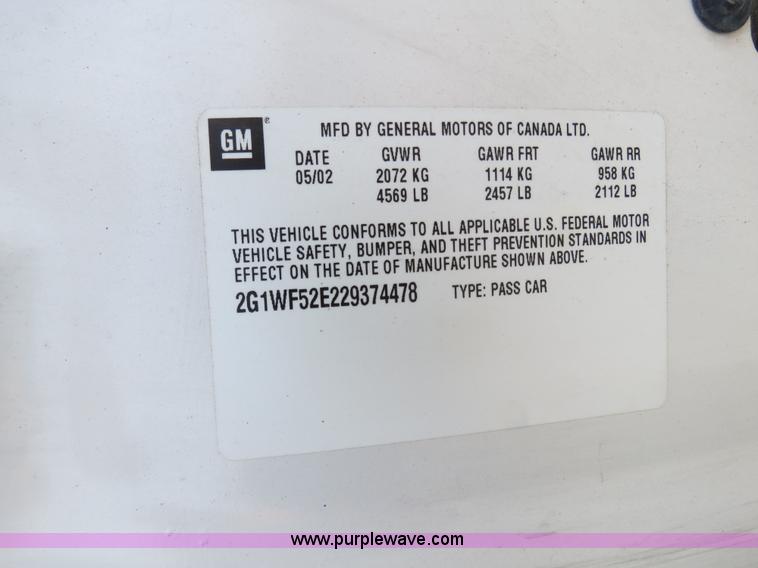 GM ®
MFD BY GENERAL MOTORS OF CANADA LTD.
DATE GVWR GAWR FRT GAWR RR
05/02 2072 KG 1114 KG 958 KG
4569 LB 2457 LB 2112 LB
THIS VEHICLE CONFORMS TO ALL APPLICABLE U.S. FEDERAL MOTOR
VEHICLE SAFETY, BUMPER, AND THEFT PREVENTION STANDARDS IN
EFFECT ON THE DATE OF MANUFACTURE SHOWN ABOVE.
2G1WF52E229374478 TYPE: PASS CAR
www.purplewave.com